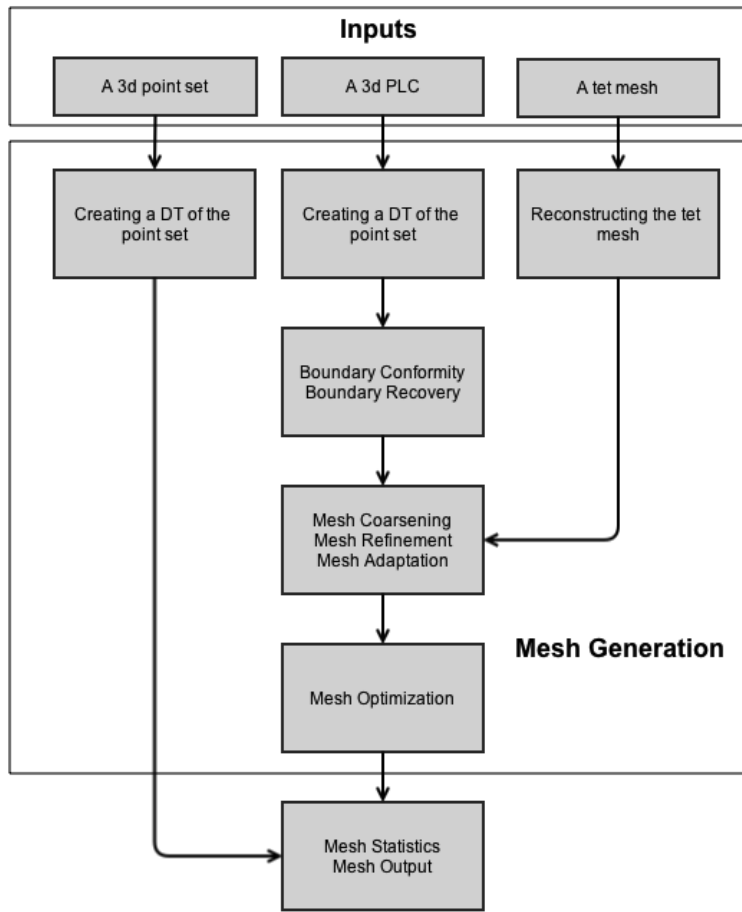 Inputs
A 3d point set
A 3d PLC
A tet mesh
Creating a DT of the
point set
Creating a DT of the
point set
Reconstructing the tet
mesh
Boundary Conformity
Boundary Recovery
Mesh Coarsening
Mesh Refinement
Mesh Adaptation
Mesh Generation
Mesh Optimization
Mesh Statistics
Mesh Output